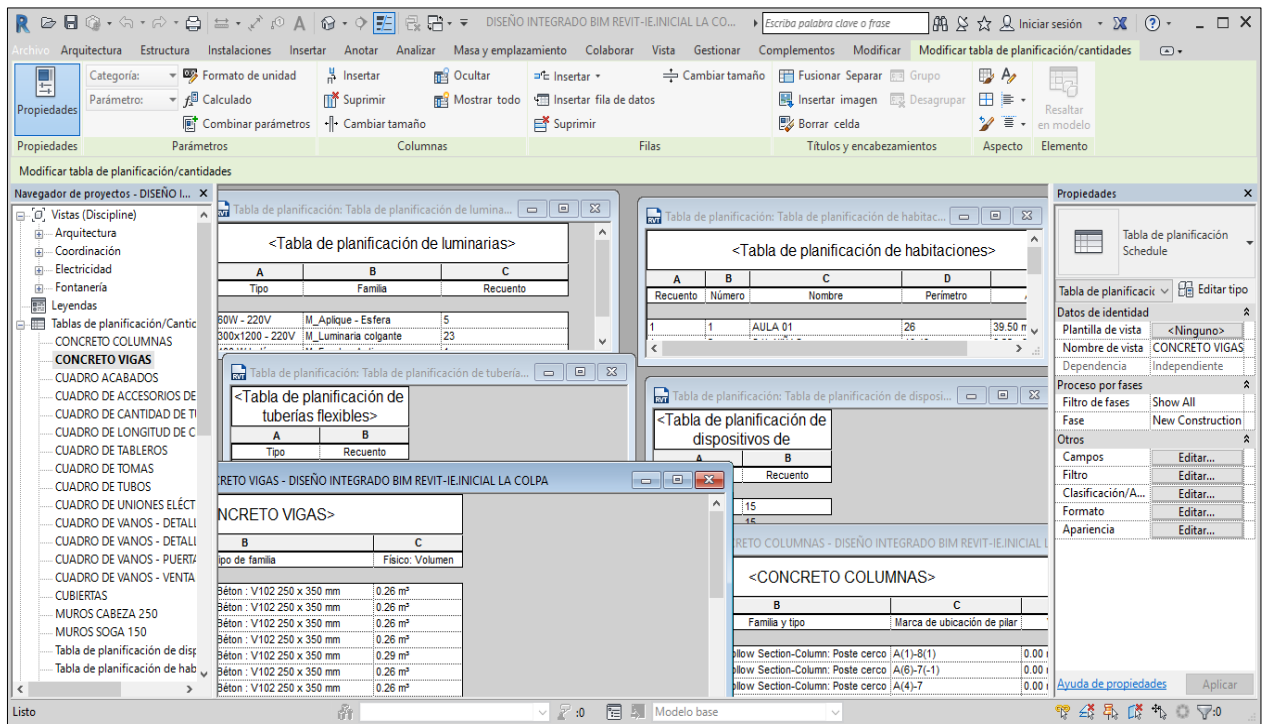 DISEÑO INTEGRADO BIM REVIT-IE.INICIAL LA CO... Escriba palabra clave o frase Iniciar sesión
Archivo Arquitectura Estructura Instalaciones Insertar Anotar Analizar Masa y emplazamiento Colaborar Vista Gestionar Complementos Modificar Modificar tabla de planificación/cantidades
Categoría: Formato de unidad Insertar Ocultar Insertar Cambiar tamaño Fusionar Separar Grupo
Parámetro: Calculado Suprimir Mostrar todo Insertar fila de datos Insertar imagen Desagrupar
Propiedades Resaltar
Combinar parámetros Cambiar tamaño Suprimir Borrar celda en modelo
Propiedades Parámetros Columnas Filas Títulos y encabezamientos Aspecto Elemento
Modificar tabla de planificación/cantidades
Navegador de proyectos - DISEÑO I...
Vistas (Discipline)
Arquitectura
Coordinación
Electricidad
Fontanería
Leyendas
Tablas de planificación/Cantic
CONCRETO COLUMNAS
CONCRETO VIGAS
CUADRO ACABADOS
CUADRO DE ACCESORIOS DE
CUADRO DE CANTIDAD DE TU
CUADRO DE LONGITUD DE C
CUADRO DE TABLEROS
CUADRO DE TOMAS
CUADRO DE TUBOS
CUADRO DE UNIONES ELÉCT
CUADRO DE VANOS - DETALL
CUADRO DE VANOS - DETALL
CUADRO DE VANOS - PUERTA
CUADRO DE VANOS - VENTA
CUBIERTAS
MUROS CABEZA 250
MUROS SOGA 150
Tabla de planificación de disp
Tabla de planificación de hab
Tabla de planificación: Tabla de planificación de lumina...
<Tabla de planificación de luminarias>
A B C
Tipo Familia Recuento
60W - 220V M_Aplique - Esfera 5
300x1200 - 220V M_Luminaria colgante 23
Tabla de planificación: Tabla de planificación de habitac...
<Tabla de planificación de habitaciones>
A B C D
Recuento Número Nombre Perímetro
1 1 AULA 01 26 39.50 m
Tabla de planificación: Tabla de planificación de tubería...
<Tabla de planificación de
tuberías flexibles>
A B
Tipo Recuento
Tabla de planificación: Tabla de planificación de disposi...
<Tabla de planificación de
dispositivos de
A B
Recuento
15
15
CRETO VIGAS - DISEÑO INTEGRADO BIM REVIT-IE.INICIAL LA COLPA
NCRETO VIGAS>
B C
ipo de familia Físico: Volumen
Béton : V102 250 x 350 mm 0.26 m³
Béton : V102 250 x 350 mm 0.26 m³
Béton : V102 250 x 350 mm 0.26 m³
Béton : V102 250 x 350 mm 0.26 m³
Béton : V102 250 x 350 mm 0.29 m³
Béton : V102 250 x 350 mm 0.26 m³
Béton : V102 250 x 350 mm 0.26 m³
CRETO COLUMNAS - DISEÑO INTEGRADO BIM REVIT-IE.INICIAL L
<CONCRETO COLUMNAS>
B C
Familia y tipo Marca de ubicación de pilar
ollow Section-Column: Poste cerco A(1)-8(1) 0.00
ollow Section-Column: Poste cerco A(6)-7(-1) 0.00
ollow Section-Column: Poste cerco A(4)-7 0.00
Propiedades
Tabla de planificación
Schedule
Tabla de planificacić Editar tipo
Datos de identidad
Plantilla de vista <Ninguno>
Nombre de vista CONCRETO VIGAS
Dependencia Independiente
Proceso por fases
Filtro de fases Show All
Fase New Construction
Otros
Campos Editar...
Filtro Editar...
Clasificación/A... Editar...
Formato Editar...
Apariencia Editar...
Ayuda de propiedades Aplicar
Listo :0 Modelo base :0